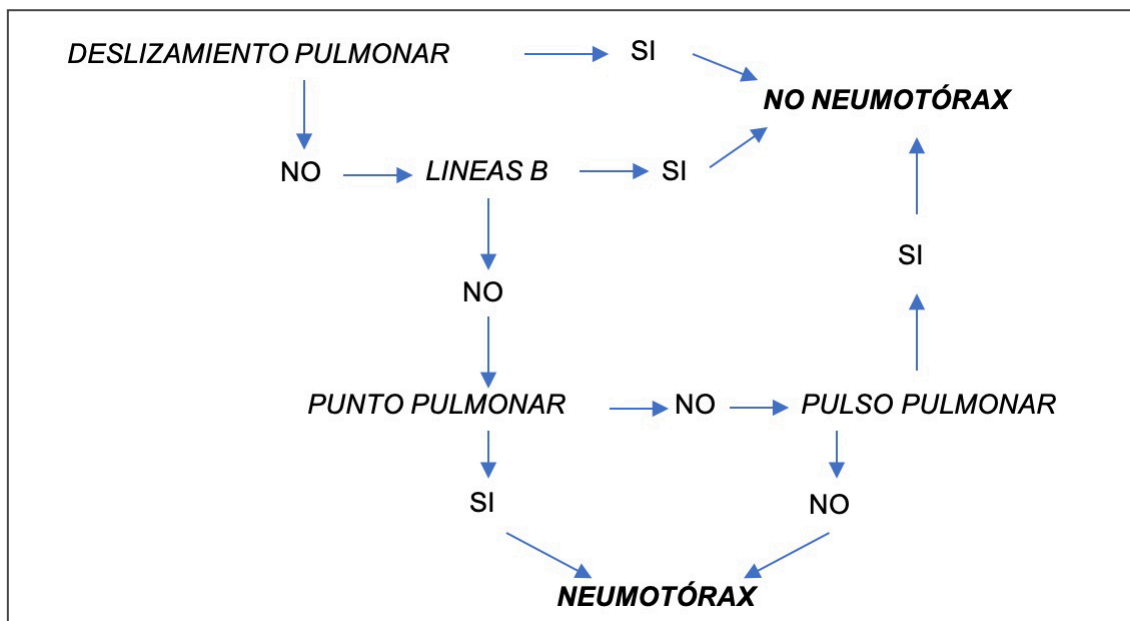 DESLIZAMIENTO PULMONAR
SI
NO NEUMOTÓRAX
NO
LINEAS B
SI
SI
NO
PUNTO PULMONAR
NO
PULSO PULMONAR
SI
NO
NEUMOTÓRAX